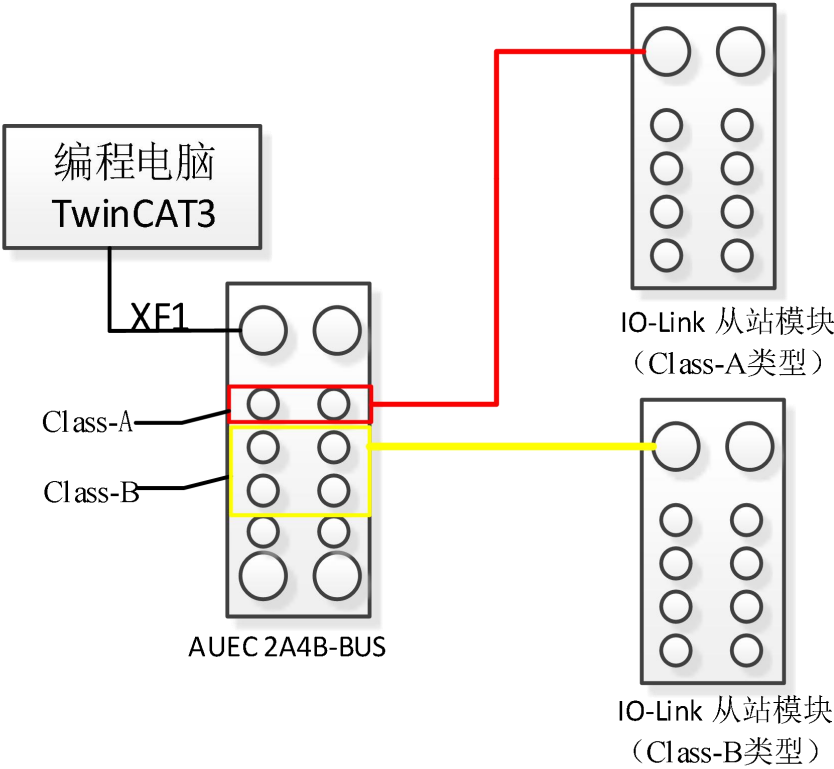 编程电脑
TwinCAT3
XF1
Class-A
Class-B
AUEC 2A4B-BUS
IO-Link 从站模块
（Class-A类型）
IO-Link 从站模块
（Class-B类型）